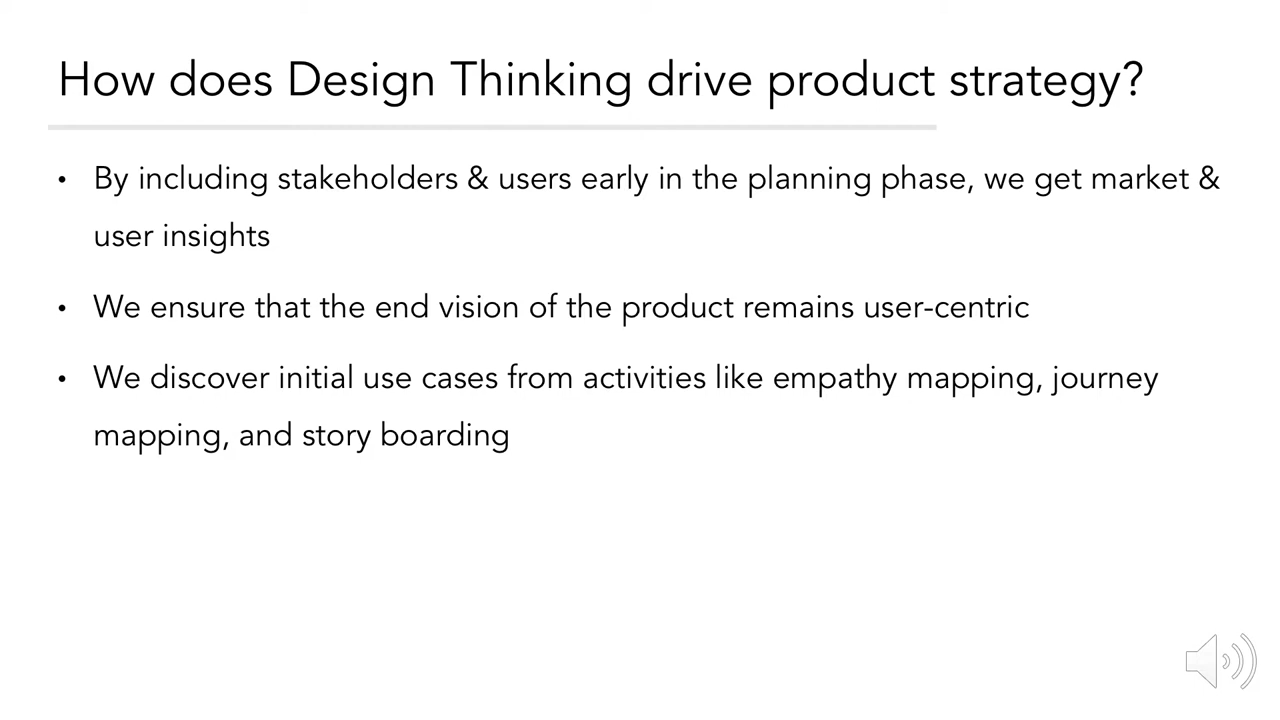 How does Design Thinking drive product strategy?
• By including stakeholders & users early in the planning phase, we get market &
user insights
• We ensure that the end vision of the product remains user-centric
• We discover initial use cases from activities like empathy mapping, journey
mapping, and story boarding